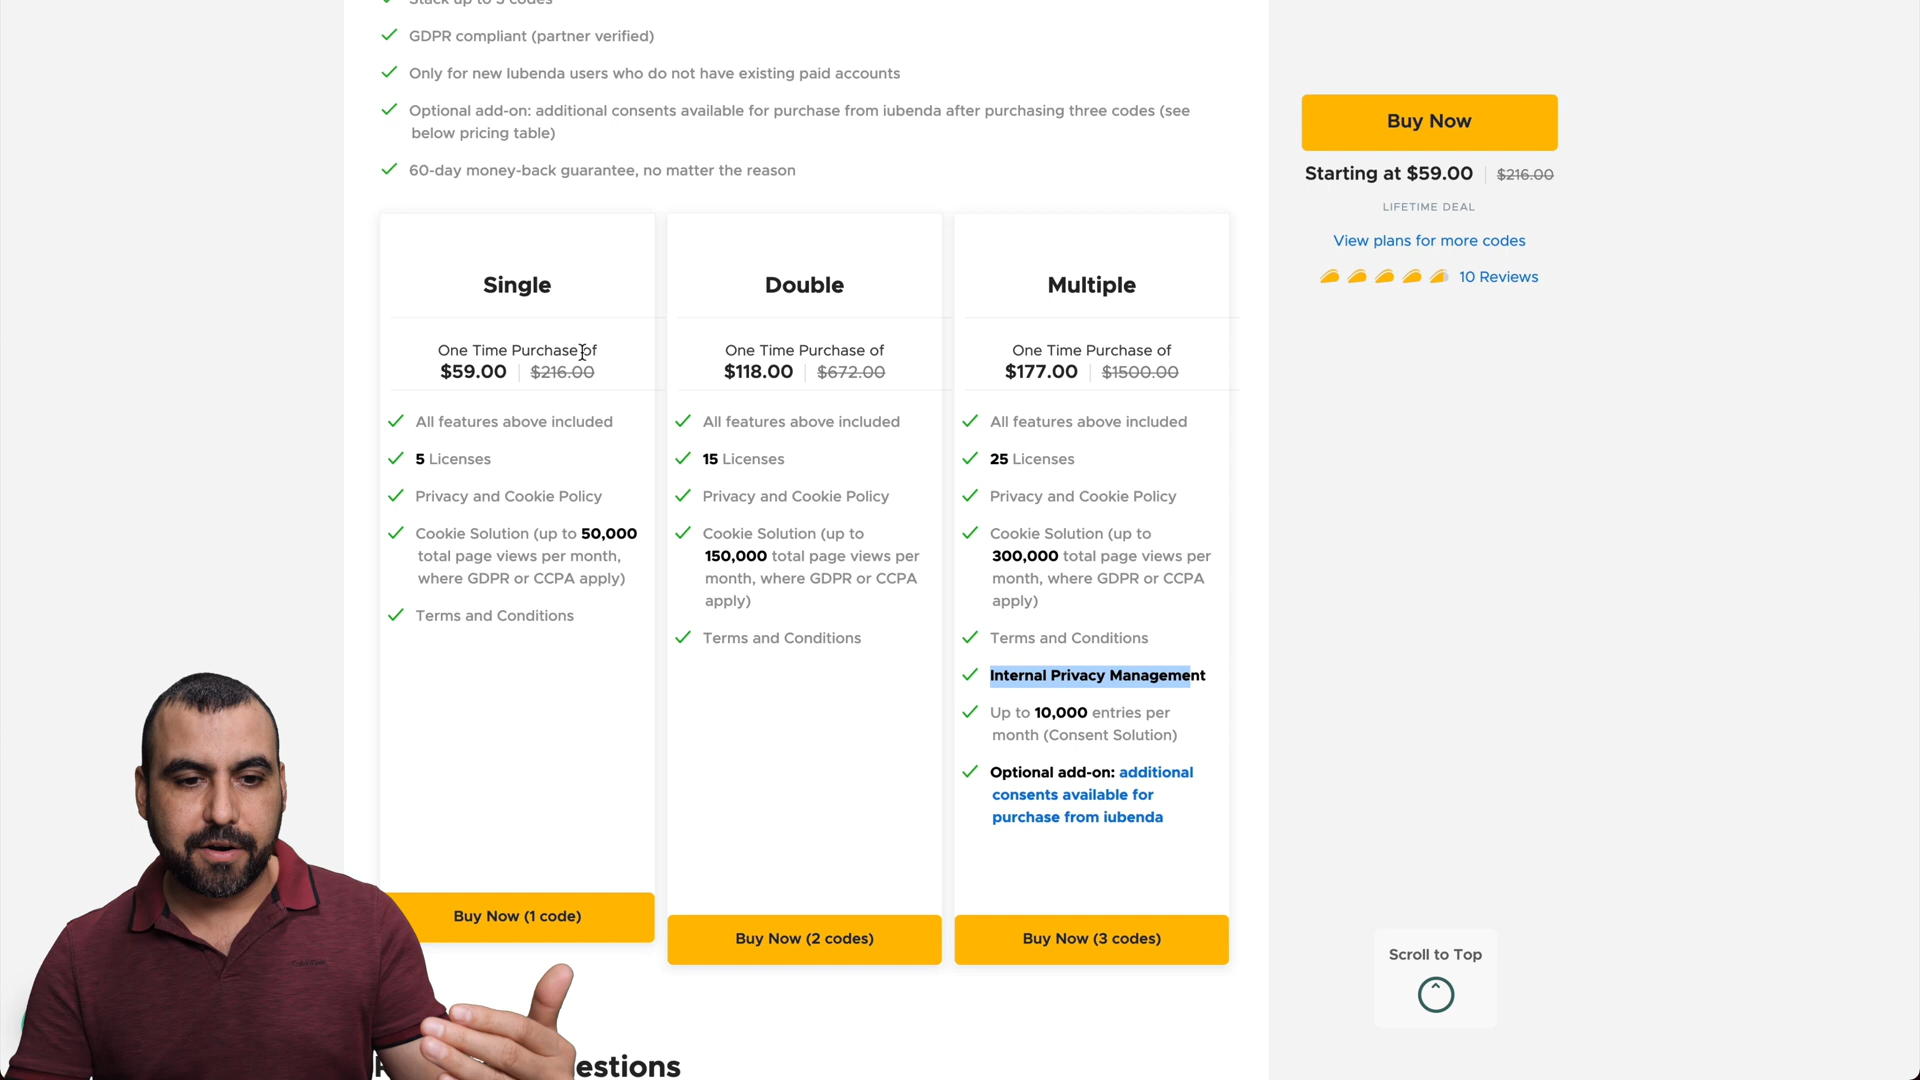 Stack up to 3 codes
GDPR compliant (partner verified)
Only for new Iubenda users who do not have existing paid accounts
Optional add-on: additional consents available for purchase from iubenda after purchasing three codes (see
below pricing table)
60-day money-back guarantee, no matter the reason
Buy Now
Starting at $59.00 $216.00
LIFETIME DEAL
View plans for more codes
10 Reviews
Single
One Time Purchase of
$59.00 $216.00
All features above included
5 Licenses
Privacy and Cookie Policy
Cookie Solution (up to 50,000
total page views per month,
where GDPR or CCPA apply)
Terms and Conditions
Buy Now (1 code)
Double
One Time Purchase of
$118.00 $672.00
All features above included
15 Licenses
Privacy and Cookie Policy
Cookie Solution (up to
150,000 total page views per
month, where GDPR or CCPA
apply)
Terms and Conditions
Buy Now (2 codes)
Multiple
One Time Purchase of
$177.00 $1500.00
All features above included
25 Licenses
Privacy and Cookie Policy
Cookie Solution (up to
300,000 total page views per
month, where GDPR or CCPA
apply)
Terms and Conditions
Internal Privacy Management
Up to 10,000 entries per
month (Consent Solution)
Optional add-on: additional
consents available for
purchase from iubenda
Buy Now (3 codes)
Scroll to Top
estions